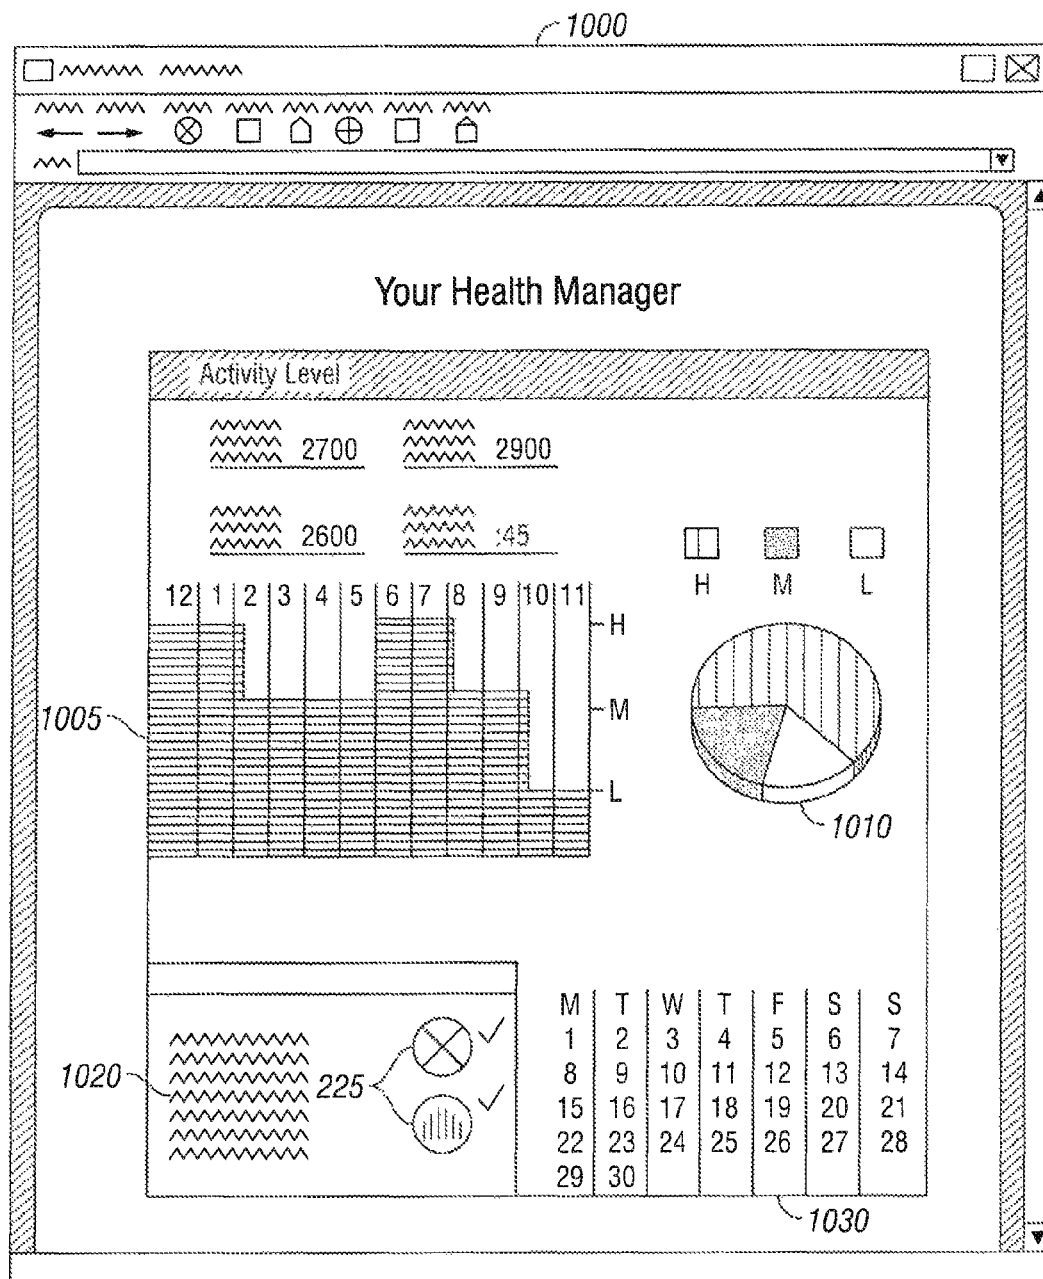 1000
Your Health Manager
Activity Level
2700 2900
2600 :45
H M L
12 1 2 3 4 5 6 7 8 9 10 11
H
M
L
1005
1010
M T W T F S S
1 2 3 4 5 6 7
8 9 10 11 12 13 14
15 16 17 18 19 20 21
22 23 24 25 26 27 28
29 30
1020
225
1030